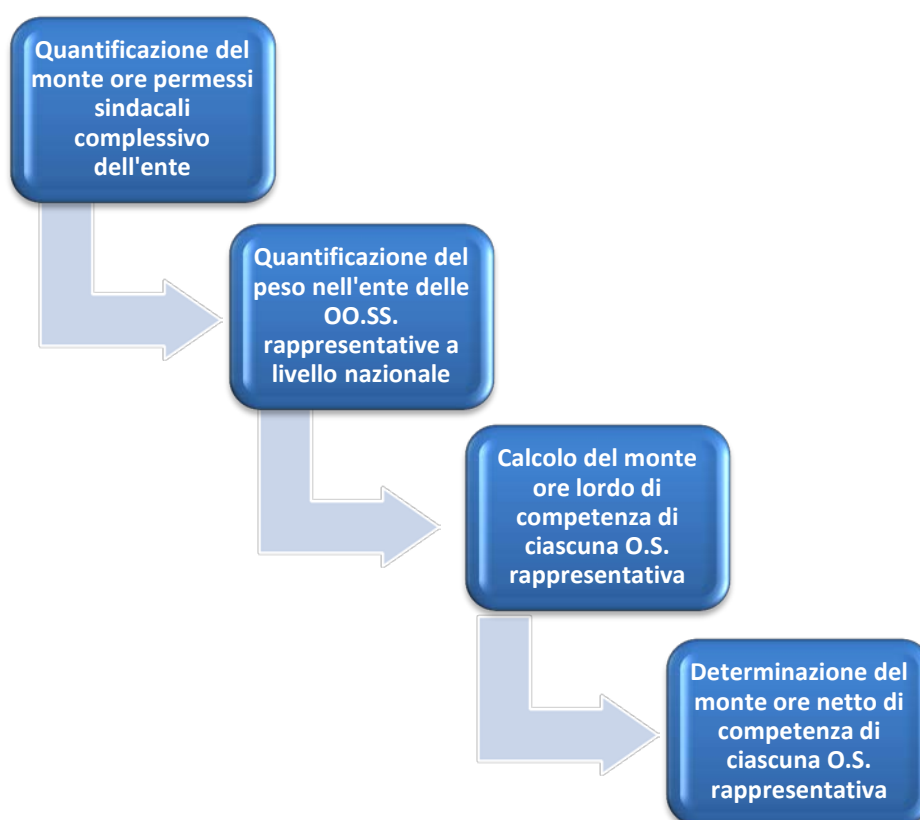 Quantificazione del
monte ore permessi
sindacali
complessivo
dell'ente
Quantificazione del
peso nell'ente delle
OO.SS.
rappresentative a
livello nazionale
Calcolo del monte
ore lordo di
competenza di
ciascuna O.S.
rappresentativa
Determinazione del
monte ore netto di
competenza di
ciascuna O.S.
rappresentativa